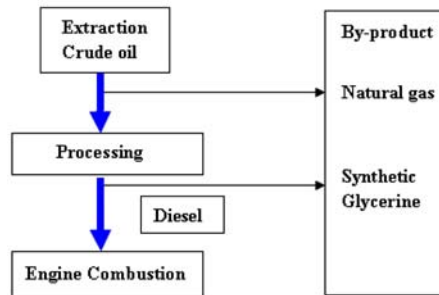 Extraction
Crude oil
By-product
Natural gas
Processing
Synthetic
Glycerine
Diesel
Engine Combustion